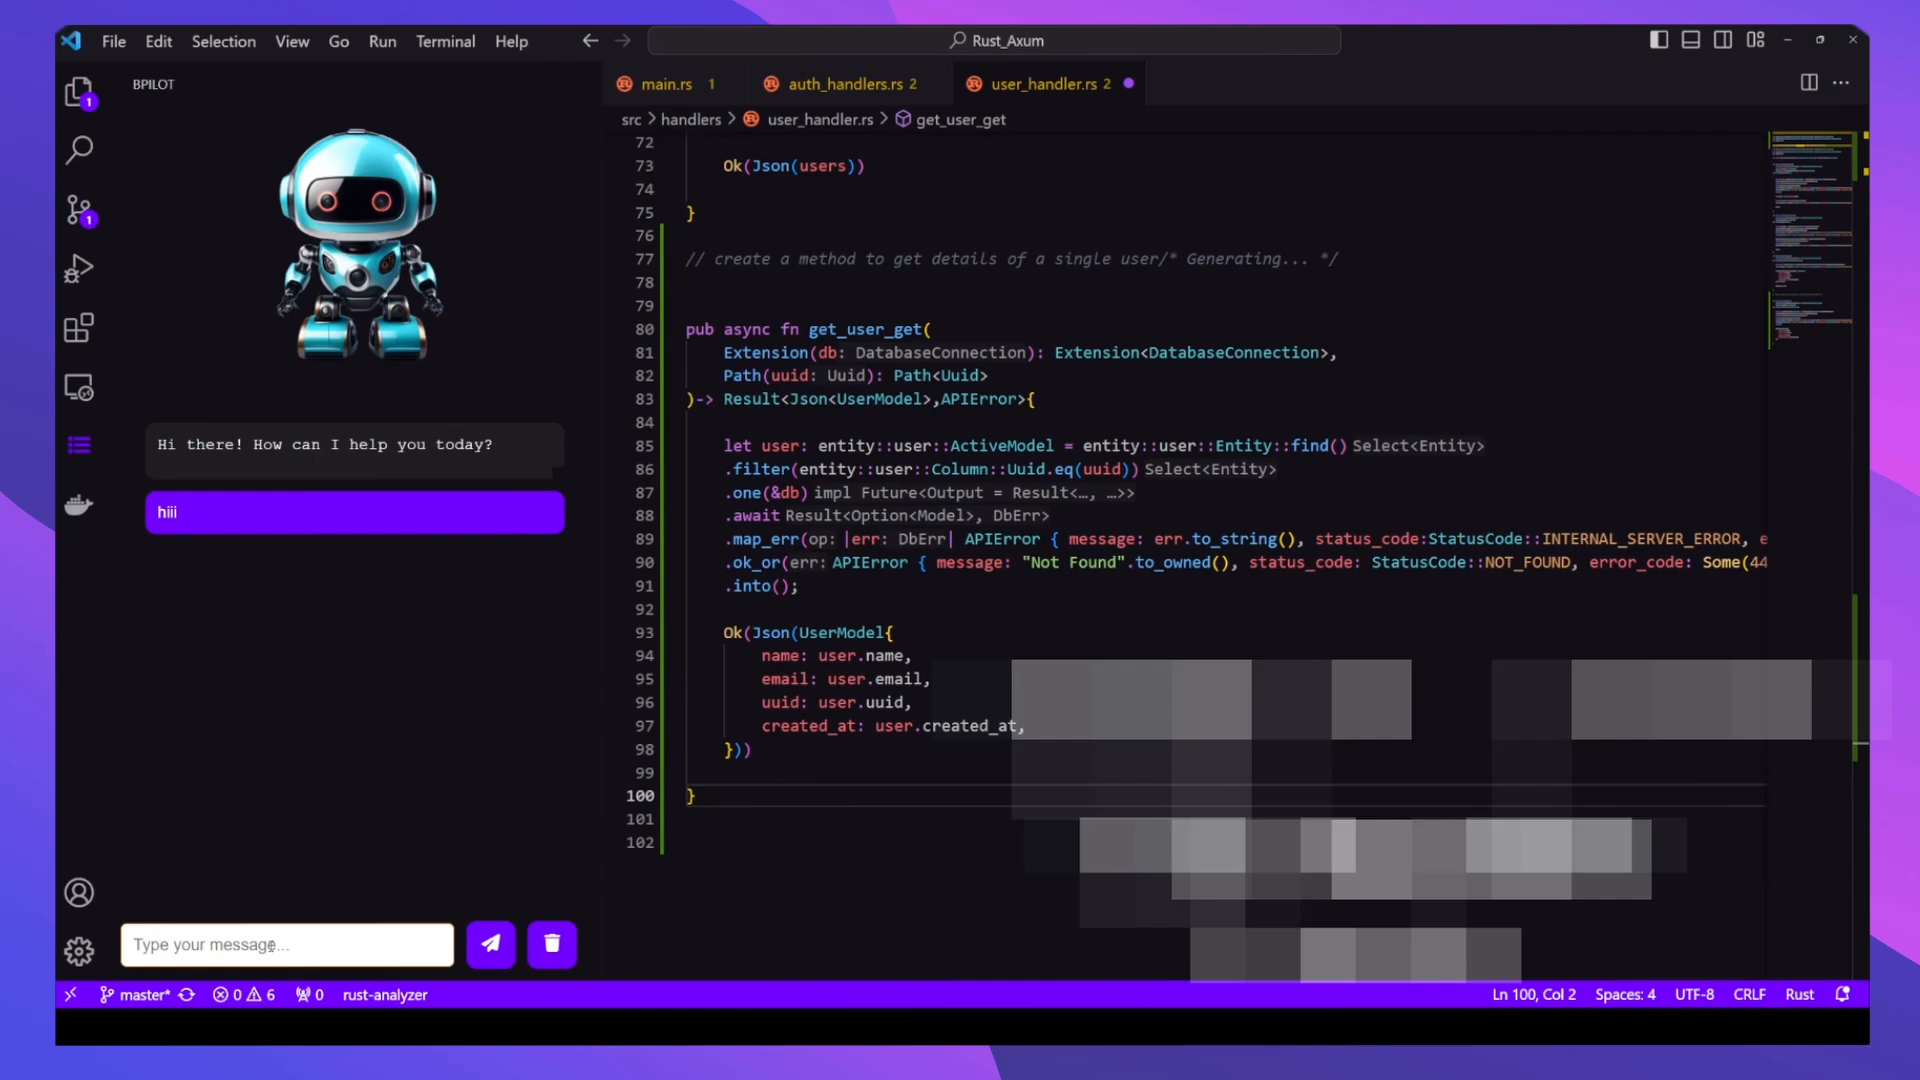 File Edit Selection View Go Run Terminal Help
Rust_Axum
BPILOT
main.rs 1
auth_handlers.rs 2
user_handler.rs 2
src > handlers > user_handler.rs > get_user_get
1
1
Hi there! How can I help you today?
hiii
Type your message...
72
73 Ok(Json(users))
74
75 }
76
77 // create a method to get details of a single user/* Generating... */
78
79
80 pub async fn get_user_get(
81 Extension(db: DatabaseConnection): Extension<DatabaseConnection>,
82 Path(uuid: Uuid): Path<Uuid>
83 )-> Result<Json<UserModel>,APIError>{
84
85 let user: entity::user::ActiveModel = entity::user::Entity::find() Select<Entity>
86 .filter(entity::user::Column::Uuid.eq(uuid)) Select<Entity>
87 .one(&db) impl Future<Output = Result<…, …>>
88 .await Result<Option<Model>, DbErr>
89 .map_err(op: |err: DbErr| APIError { message: err.to_string(), status_code:StatusCode::INTERNAL_SERVER_ERROR, e
90 .ok_or(err: APIError { message: "Not Found".to_owned(), status_code: StatusCode::NOT_FOUND, error_code: Some(44
91 .into();
92
93 Ok(Json(UserModel{
94 name: user.name,
95 email: user.email,
96 uuid: user.uuid,
97 created_at: user.created_at,
98 }))
99
100 }
101
102
master* 0 6 0 rust-analyzer
Ln 100, Col 2 Spaces: 4 UTF-8 CRLF Rust